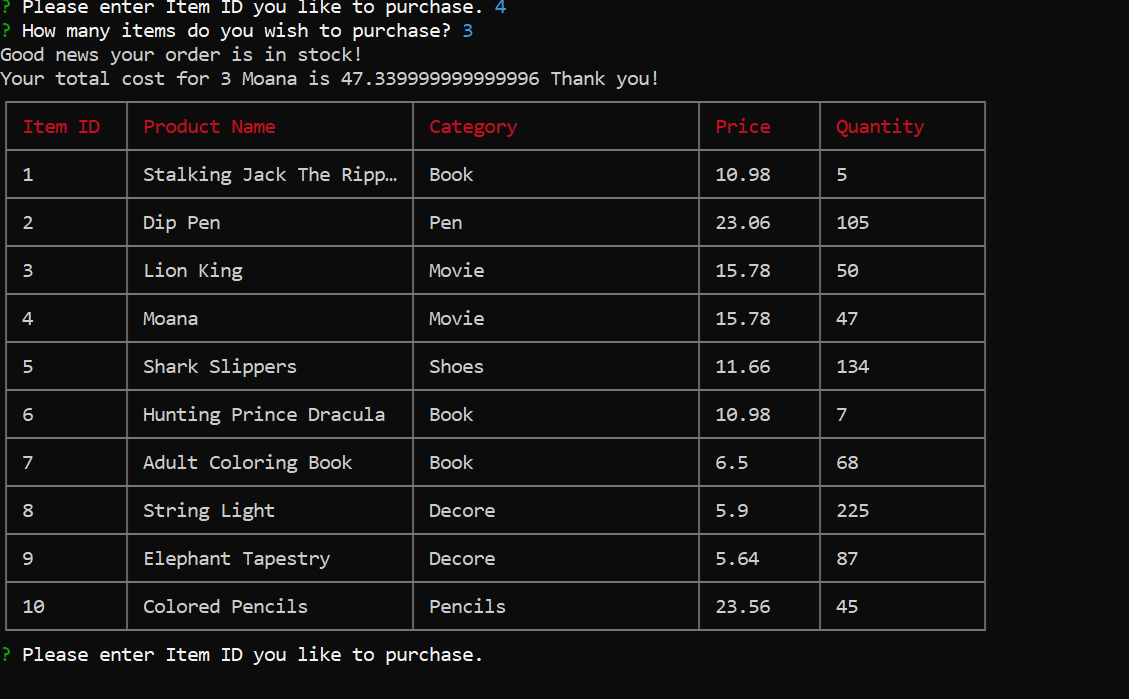 ? Please enter Item ID you like to purchase. 4
? How many items do you wish to purchase? 3
Good news your order is in stock!
Your total cost for 3 Moana is 47.339999999999996 Thank you!
Item ID Product Name Category Price Quantity
1 Stalking Jack The Ripp… Book 10.98 5
2 Dip Pen Pen 23.06 105
3 Lion King Movie 15.78 50
4 Moana Movie 15.78 47
5 Shark Slippers Shoes 11.66 134
6 Hunting Prince Dracula Book 10.98 7
7 Adult Coloring Book Book 6.5 68
8 String Light Decore 5.9 225
9 Elephant Tapestry Decore 5.64 87
10 Colored Pencils Pencils 23.56 45
? Please enter Item ID you like to purchase.